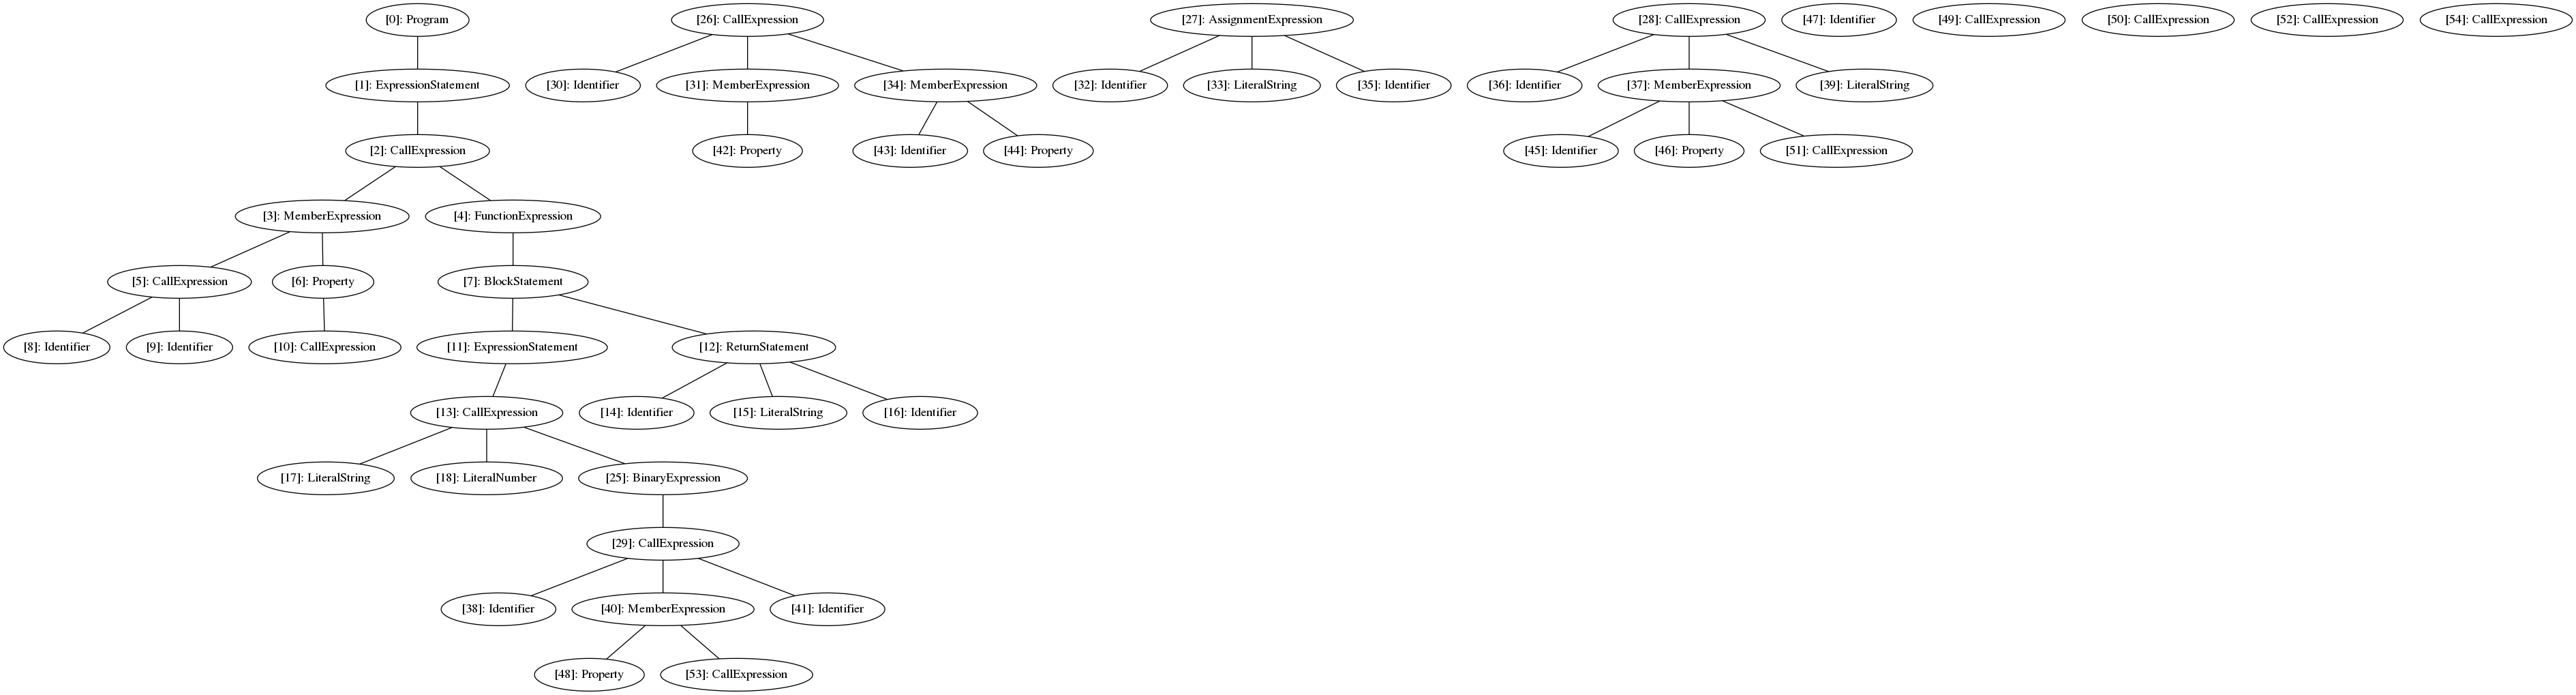 [0]: Program
[26]: CallExpression
[27]: AssignmentExpression
[28]: CallExpression
[47]: Identifier
[49]: CallExpression
[50]: CallExpression
[52]: CallExpression
[54]: CallExpression
[1]: ExpressionStatement
[30]: Identifier
[31]: MemberExpression
[34]: MemberExpression
[32]: Identifier
[33]: LiteralString
[35]: Identifier
[36]: Identifier
[37]: MemberExpression
[39]: LiteralString
[2]: CallExpression
[42]: Property
[43]: Identifier
[44]: Property
[45]: Identifier
[46]: Property
[51]: CallExpression
[3]: MemberExpression
[4]: FunctionExpression
[5]: CallExpression
[6]: Property
[7]: BlockStatement
[8]: Identifier
[9]: Identifier
[10]: CallExpression
[11]: ExpressionStatement
[12]: ReturnStatement
[13]: CallExpression
[14]: Identifier
[15]: LiteralString
[16]: Identifier
[17]: LiteralString
[18]: LiteralNumber
[25]: BinaryExpression
[29]: CallExpression
[38]: Identifier
[40]: MemberExpression
[41]: Identifier
[48]: Property
[53]: CallExpression